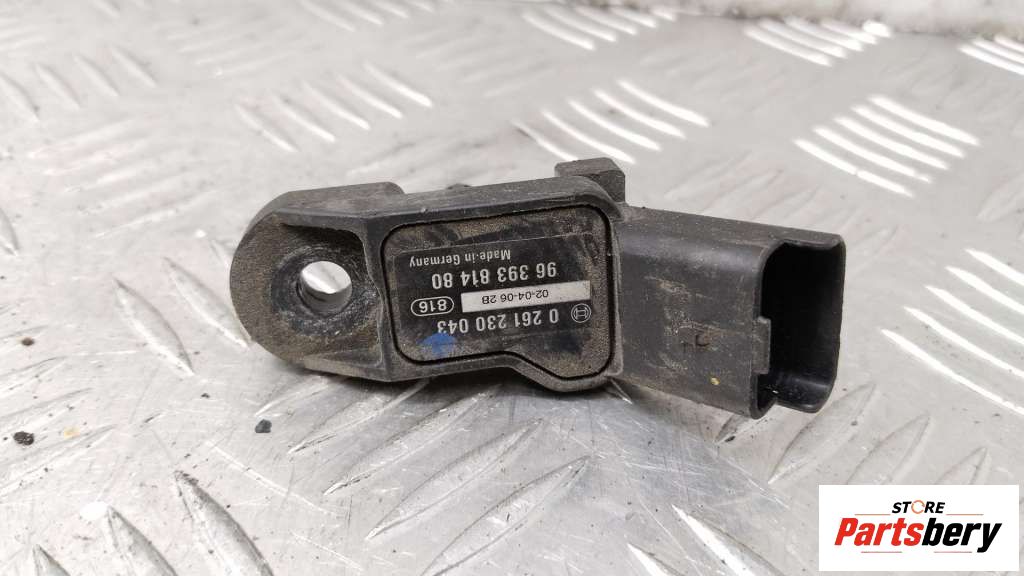 0 261 230 043
02-04-06 2B
816
96 393 814 80
Made-in Germany
STORE
Partsbery